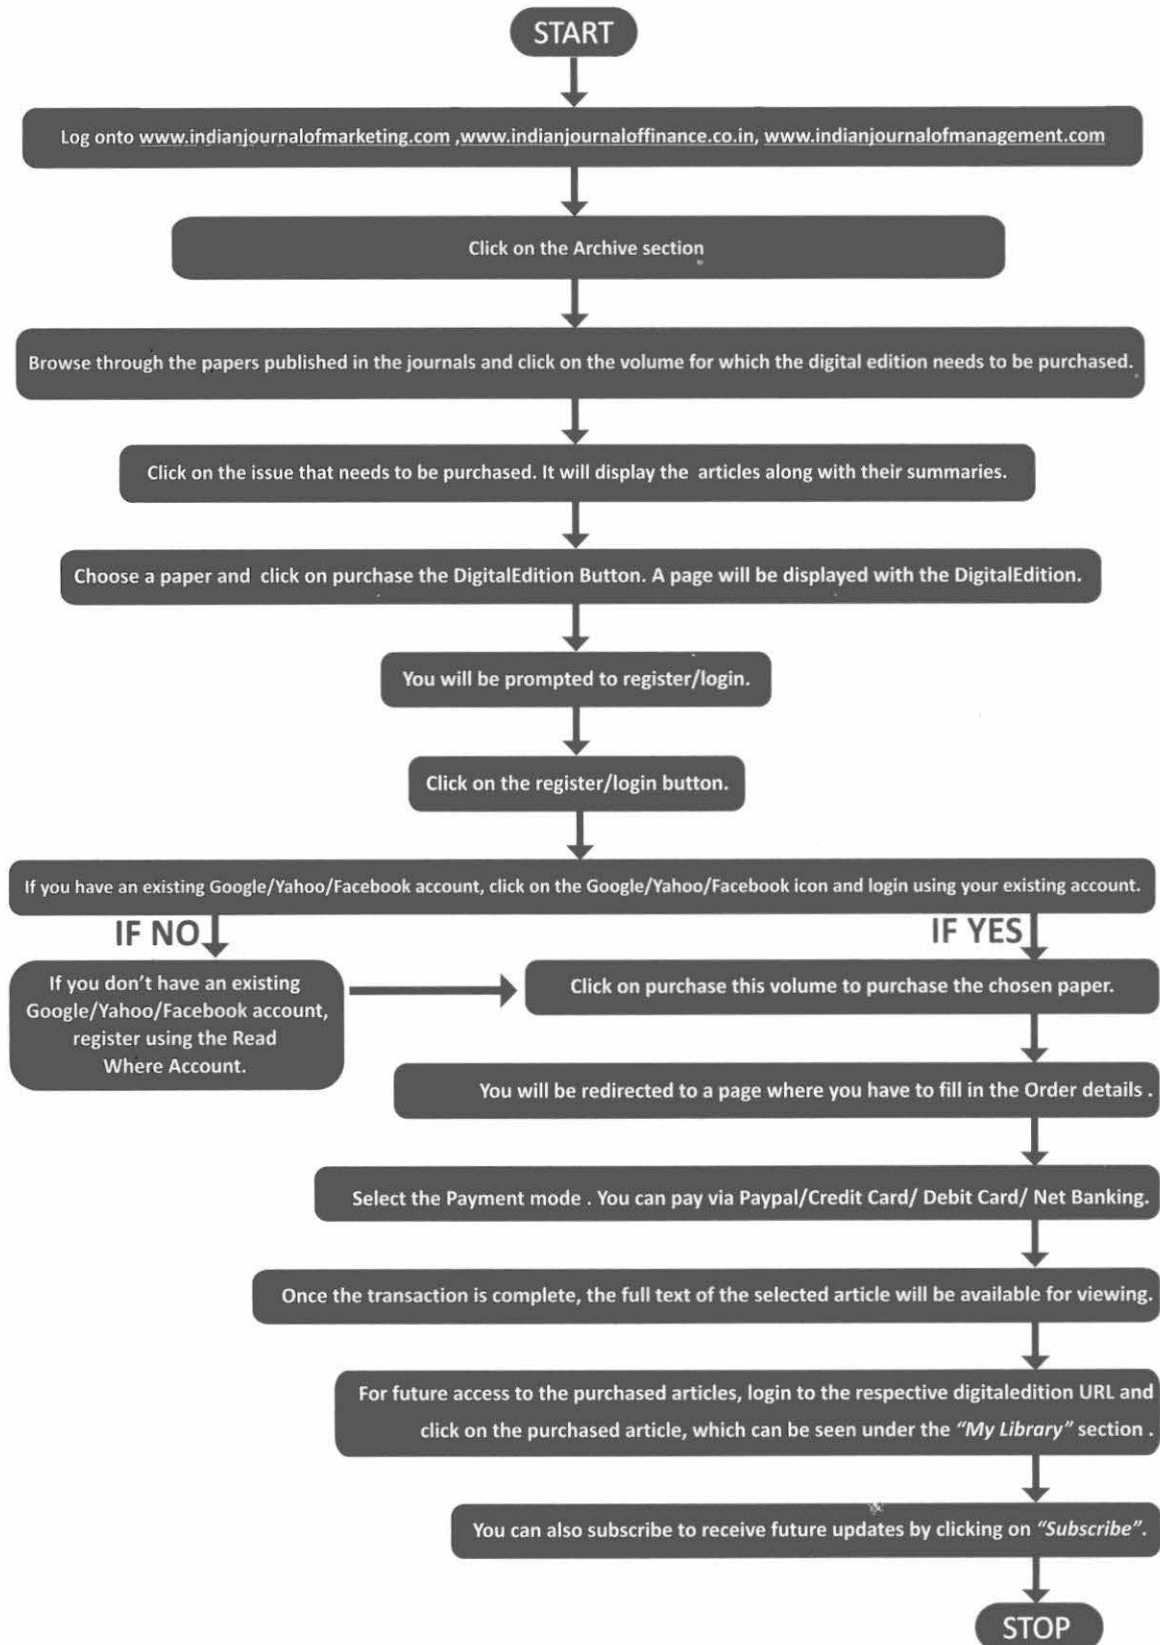 START
Log onto www.indianjournalofmarketing.com ,www.indianjournaloffinance.co.in, www.indianjournalofmanagement.com
Click on the Archive section
Browse through the papers published in the journals and click on the volume for which the digital edition needs to be purchased.
Click on the issue that needs to be purchased. It will display the articles along with their summaries.
Choose a paper and click on purchase the DigitalEdition Button. A page will be displayed with the DigitalEdition.
You will be prompted to register/login.
Click on the register/login button.
If you have an existing Google/Yahoo/Facebook account, click on the Google/Yahoo/Facebook icon and login using your existing account.
IF NO
IF YES
If you don't have an existing
Google/Yahoo/Facebook account,
register using the Read
Where Account.
Click on purchase this volume to purchase the chosen paper.
You will be redirected to a page where you have to fill in the Order details .
Select the Payment mode . You can pay via Paypal/Credit Card/ Debit Card/ Net Banking.
Once the transaction is complete, the full text of the selected article will be available for viewing.
For future access to the purchased articles, login to the respective digitaledition URL and
click on the purchased article, which can be seen under the "My Library" section .
You can also subscribe to receive future updates by clicking on "Subscribe".
STOP